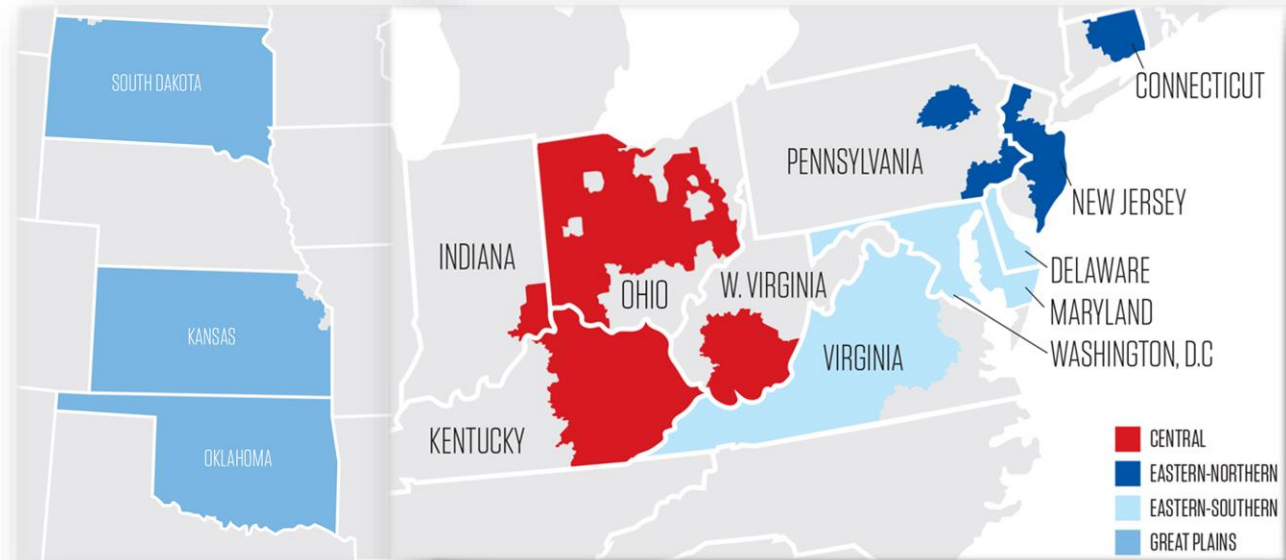 SOUTH DAKOTA
KANSAS
OKLAHOMA
CONNECTICUT
PENNSYLVANIA
NEW JERSEY
INDIANA
OHIO
W. VIRGINIA
DELAWARE
MARYLAND
WASHINGTON, D.C
VIRGINIA
KENTUCKY
CENTRAL
EASTERN-NORTHERN
EASTERN-SOUTHERN
GREAT PLAINS